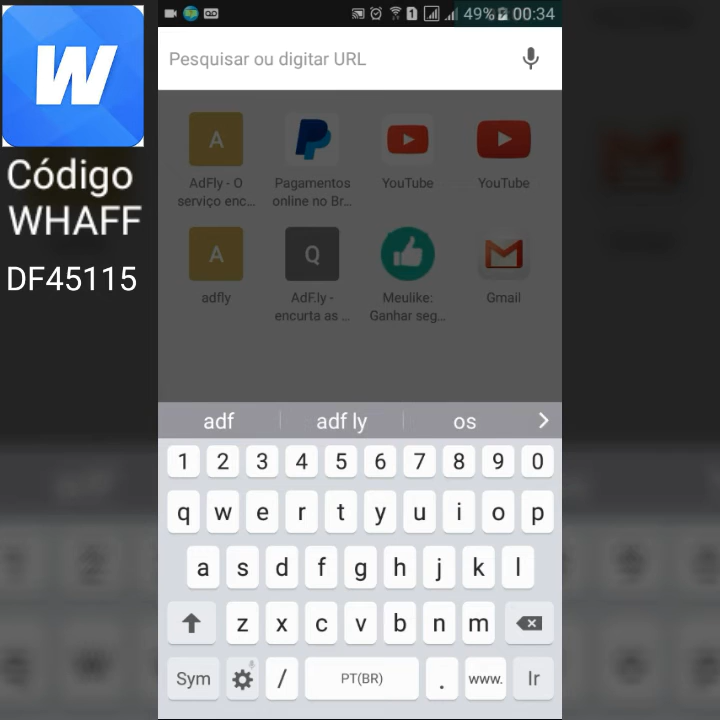 W
Código
WHAFF
DF45115
1
49% 00:34
Pesquisar ou digitar URL
A
AdFly - O
serviço enc...
Pagamentos
online no Br...
YouTube
YouTube
A
adfly
Q
AdF.ly -
encurta as ...
Meulike:
Ganhar seg...
Gmail
adf
adf ly
os
1 2 3 4 5 6 7 8 9 0
q w e r t y u i o p
a s d f g h j k l
z x c v b n m
Sym / PT(BR) . www. Ir